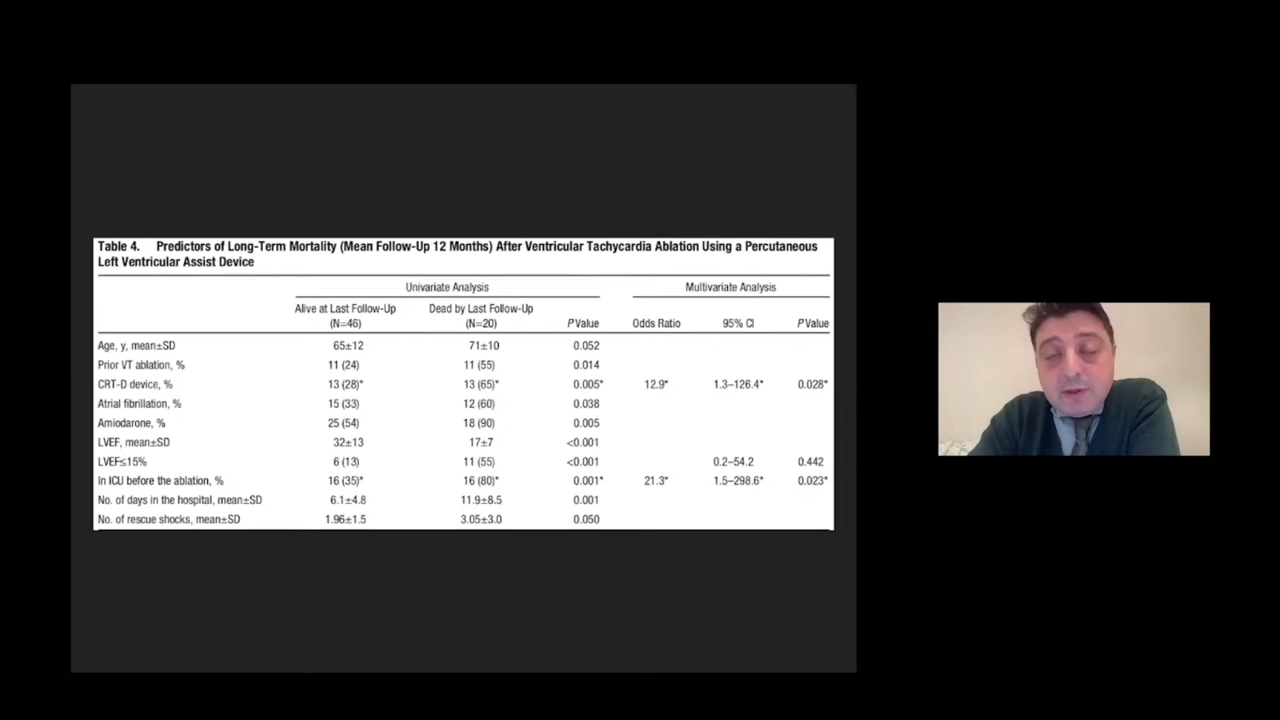 Table 4. Predictors of Long-Term Mortality (Mean Follow-Up 12 Months) After Ventricular Tachycardia Ablation Using a Percutaneous
Left Ventricular Assist Device
Univariate Analysis Multivariate Analysis
Alive at Last Follow-Up Dead by Last Follow-Up
(N=46) (N=20) P Value Odds Ratio 95% CI P Value
Age, y, mean±SD 65±12 71±10 0.052
Prior VT ablation, % 11 (24) 11 (55) 0.014
CRT-D device, % 13 (28)* 13 (65)* 0.005* 12.9* 1.3–126.4* 0.028*
Atrial fibrillation, % 15 (33) 12 (60) 0.038
Amiodarone, % 25 (54) 18 (90) 0.005
LVEF, mean±SD 32±13 17±7 <0.001
LVEF≤15% 6 (13) 11 (55) <0.001 0.2–54.2 0.442
In ICU before the ablation, % 16 (35)* 16 (80)* 0.001* 21.3* 1.5–298.6* 0.023*
No. of days in the hospital, mean±SD 6.1±4.8 11.9±8.5 0.001
No. of rescue shocks, mean±SD 1.96±1.5 3.05±3.0 0.050